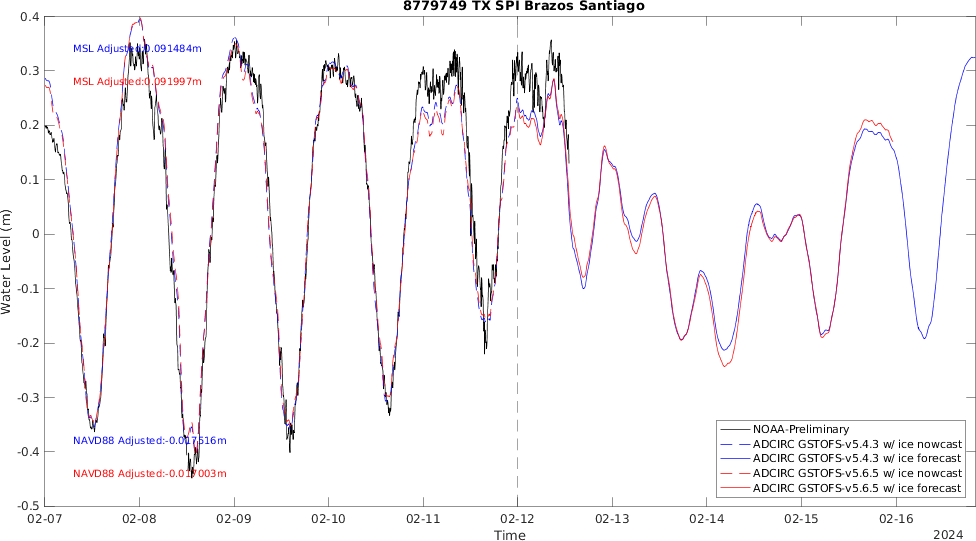 8779749 TX SPI Brazos Santiago
0.4
0.3
0.2
0.1
0
-0.1
-0.2
-0.3
-0.4
-0.5
Water Level (m)
MSL Adjusted:0.091484m
MSL Adjusted:0.091997m
NAVD88 Adjusted:-0.017516m
NAVD88 Adjusted:-0.017003m
NOAA-Preliminary
ADCIRC GSTOFS-v5.4.3 w/ ice nowcast
ADCIRC GSTOFS-v5.4.3 w/ ice forecast
ADCIRC GSTOFS-v5.6.5 w/ ice nowcast
ADCIRC GSTOFS-v5.6.5 w/ ice forecast
02-07 02-08 02-09 02-10 02-11 02-12 02-13 02-14 02-15 02-16
Time
2024